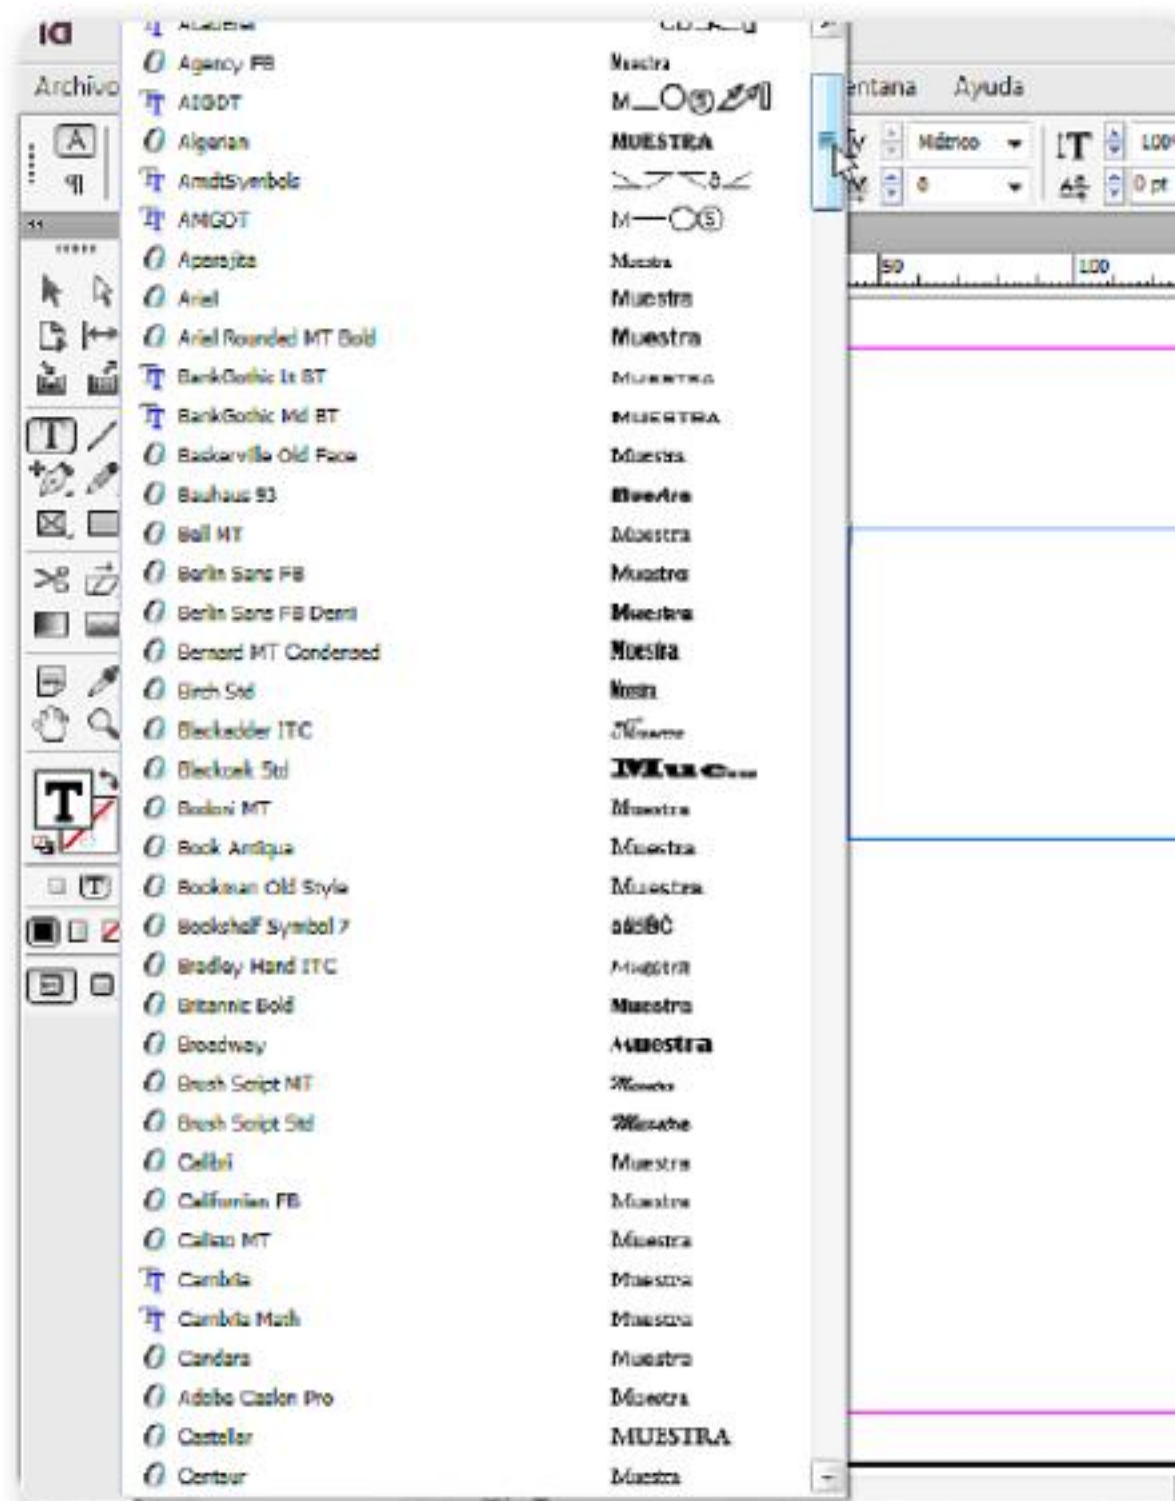 Id
Archivo
entana Ayuda
Agency FB Muestra
AIGDT
Algerian MUESTRA
AmdtSymbols
AMGDT
Aparajita Muestra
Arial Muestra
Arial Rounded MT Bold Muestra
BankGothic Lt BT MUESTRA
BankGothic Md BT MUESTRA
Baskerville Old Face Muestra
Bauhaus 93 Muestra
Bell MT Muestra
Berlin Sans FB Muestra
Berlin Sans FB Demi Muestra
Bernard MT Condensed Muestra
Birch Std Muestra
Blackadder ITC Muestra
Blackoak Std Mue...
Bodoni MT Muestra
Book Antiqua Muestra
Bookman Old Style Muestra
Bookshelf Symbol 7
Bradley Hand ITC Muestra
Britannic Bold Muestra
Broadway Muestra
Brush Script MT Muestra
Brush Script Std Muestra
Calibri Muestra
Californian FB Muestra
Calisto MT Muestra
Cambria Muestra
Cambria Math Muestra
Candara Muestra
Adobe Caslon Pro Muestra
Castellar MUESTRA
Centaur Muestra
Métrico 100%
0 0 pt
50 100